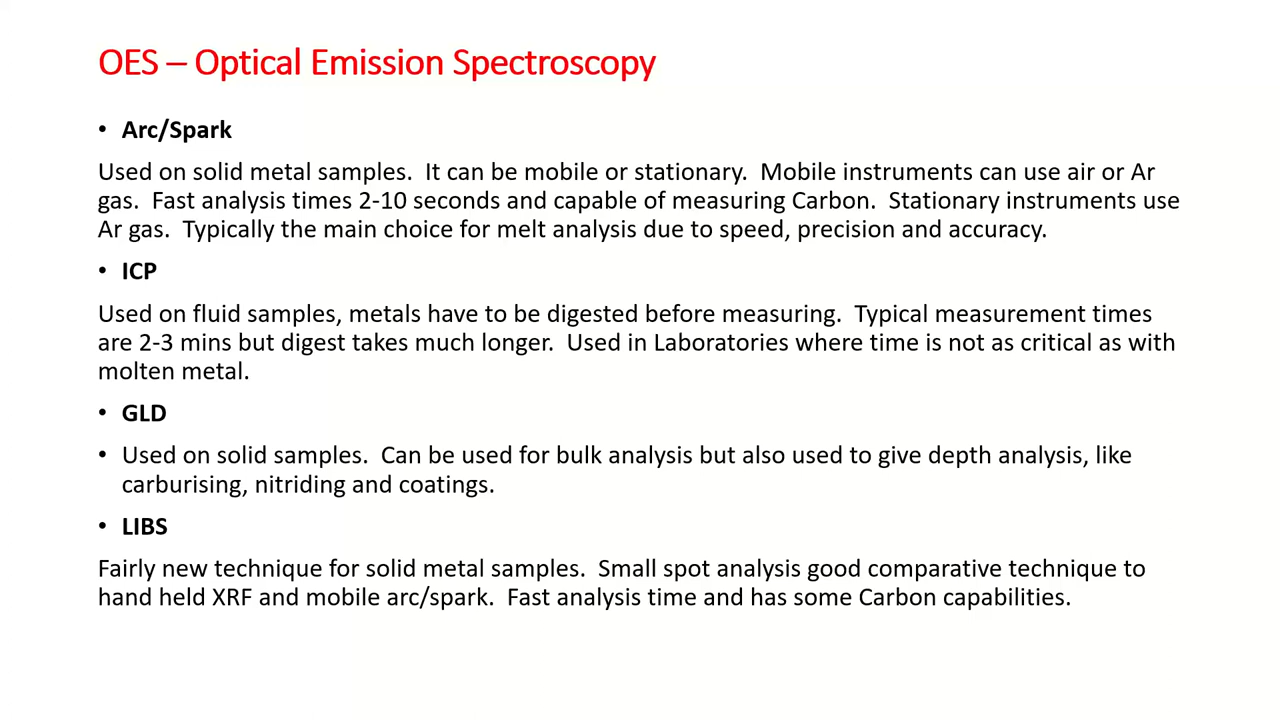 OES – Optical Emission Spectroscopy
• Arc/Spark
Used on solid metal samples.  It can be mobile or stationary.  Mobile instruments can use air or Ar
gas.  Fast analysis times 2-10 seconds and capable of measuring Carbon.  Stationary instruments use
Ar gas.  Typically the main choice for melt analysis due to speed, precision and accuracy.
• ICP
Used on fluid samples, metals have to be digested before measuring.  Typical measurement times
are 2-3 mins but digest takes much longer.  Used in Laboratories where time is not as critical as with
molten metal.
• GLD
• Used on solid samples.  Can be used for bulk analysis but also used to give depth analysis, like
carburising, nitriding and coatings.
• LIBS
Fairly new technique for solid metal samples.  Small spot analysis good comparative technique to
hand held XRF and mobile arc/spark.  Fast analysis time and has some Carbon capabilities.